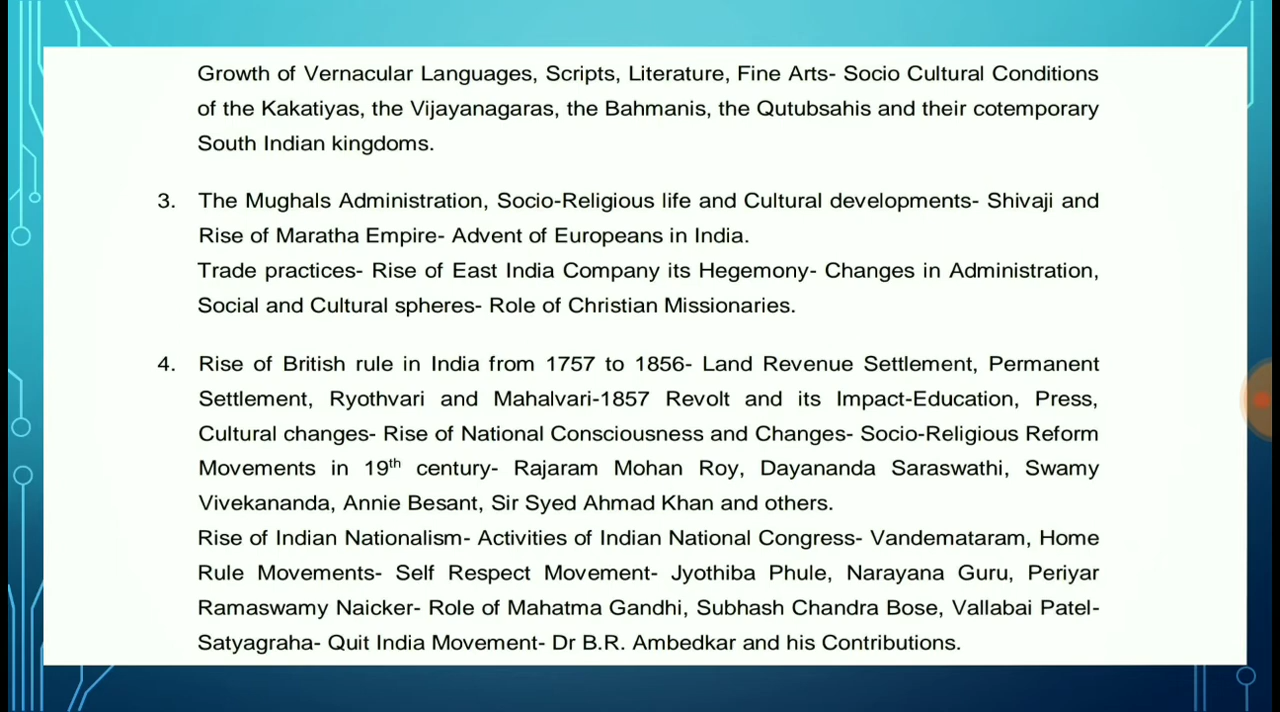 Growth of Vernacular Languages, Scripts, Literature, Fine Arts- Socio Cultural Conditions
of the Kakatiyas, the Vijayanagaras, the Bahmanis, the Qutubsahis and their cotemporary
South Indian kingdoms.
3. The Mughals Administration, Socio-Religious life and Cultural developments- Shivaji and
Rise of Maratha Empire- Advent of Europeans in India.
Trade practices- Rise of East India Company its Hegemony- Changes in Administration,
Social and Cultural spheres- Role of Christian Missionaries.
4. Rise of British rule in India from 1757 to 1856- Land Revenue Settlement, Permanent
Settlement, Ryothvari and Mahalvari-1857 Revolt and its Impact-Education, Press,
Cultural changes- Rise of National Consciousness and Changes- Socio-Religious Reform
Movements in 19th century- Rajaram Mohan Roy, Dayananda Saraswathi, Swamy
Vivekananda, Annie Besant, Sir Syed Ahmad Khan and others.
Rise of Indian Nationalism- Activities of Indian National Congress- Vandemataram, Home
Rule Movements- Self Respect Movement- Jyothiba Phule, Narayana Guru, Periyar
Ramaswamy Naicker- Role of Mahatma Gandhi, Subhash Chandra Bose, Vallabai Patel-
Satyagraha- Quit India Movement- Dr B.R. Ambedkar and his Contributions.